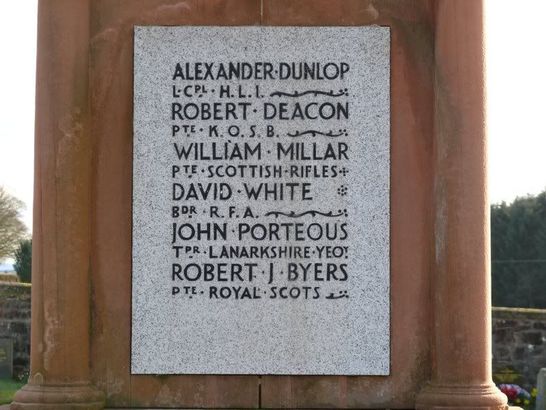 ALEXANDER·DUNLOP
L·CPL·H.L.I.
ROBERT·DEACON
PTE·K.O.S.B.
WILLIAM·MILLAR
PTE·SCOTTISH·RIFLES
DAVID·WHITE
BDR·R.F.A.
JOHN·PORTEOUS
TPR·LANARKSHIRE·YEOY
ROBERT·J·BYERS
PTE·ROYAL·SCOTS